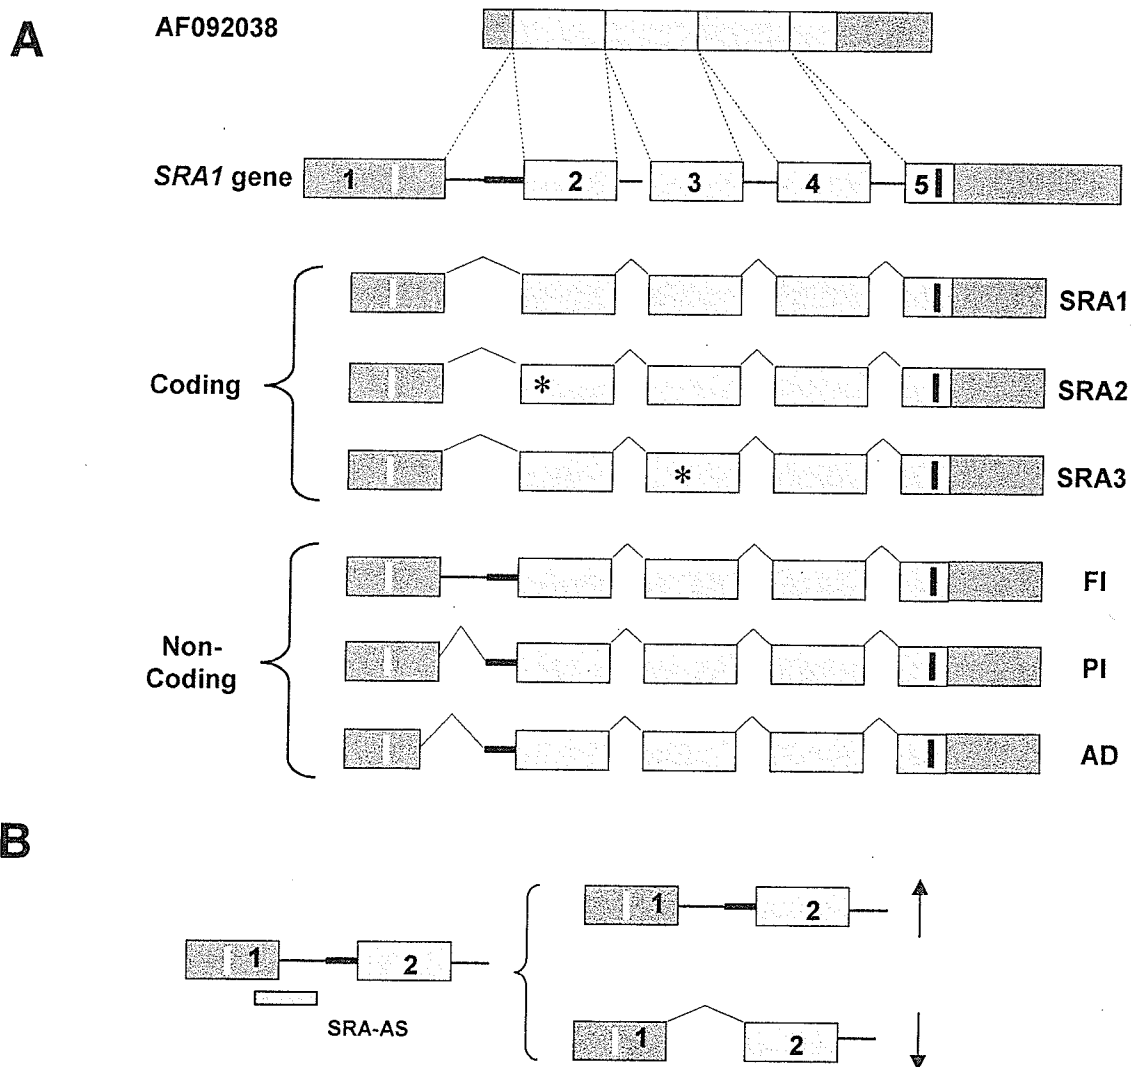 A
AF092038
SRA1 gene
1
2
3
4
5
SRA1
Coding
*
SRA2
*
SRA3
FI
Non-
Coding
PI
AD
B
1
2
1
2
SRA-AS
1
2